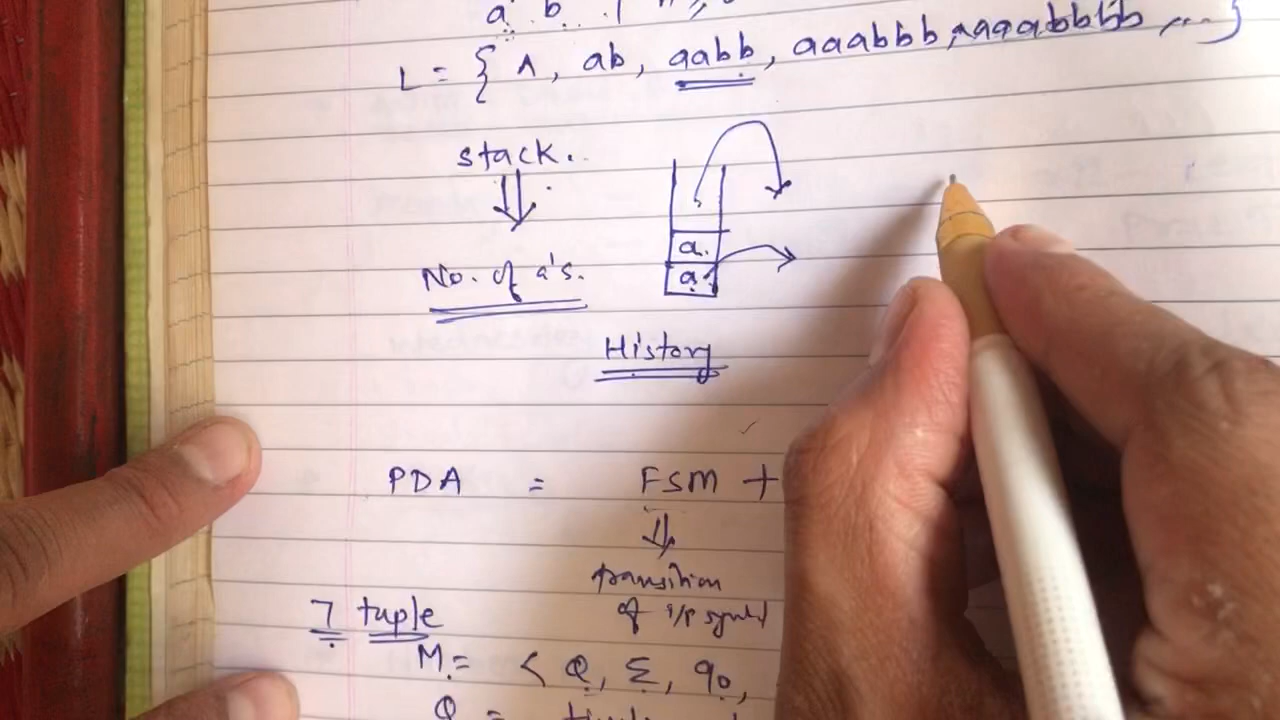 a b | n
L = { Λ, ab, aabb, aaabbb, aaaabbbb, ... }
stack.
No. of a's.
a.
a.
History
PDA = FSM +
transition
of i/p symbol
7 tuple
M = < Q, Σ, q0,
Q =